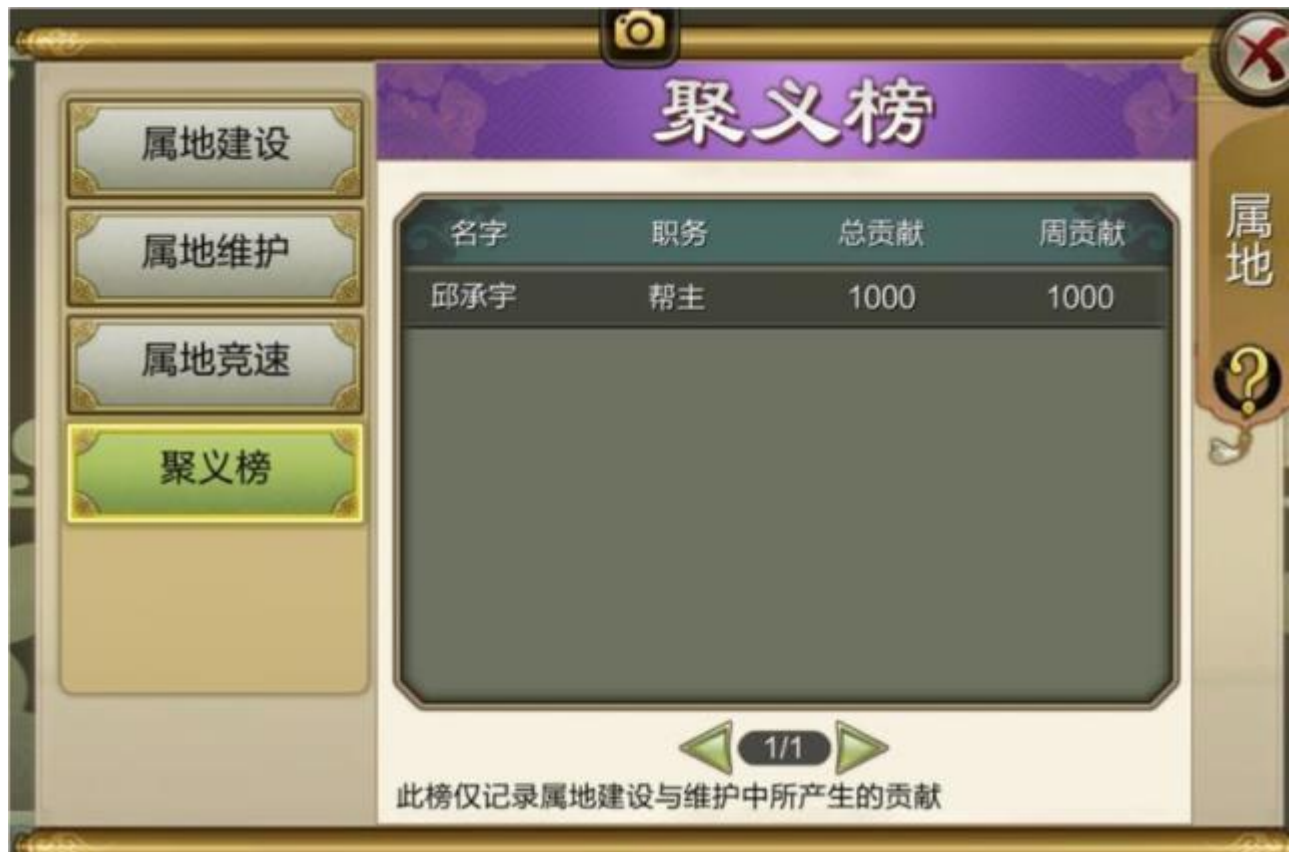 聚义榜
属地建设
属地维护
属地竞速
聚义榜
名字 职务 总贡献 周贡献
邱承宇 帮主 1000 1000
1/1
此榜仅记录属地建设与维护中所产生的贡献
属地
?